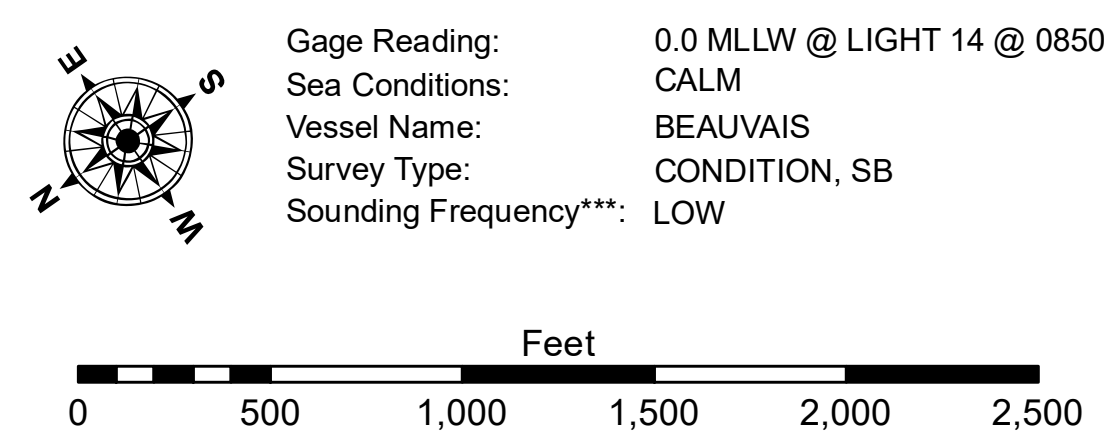 E
S
N
W
Gage Reading: 0.0 MLLW @ LIGHT 14 @ 0850
Sea Conditions: CALM
Vessel Name: BEAUVAIS
Survey Type: CONDITION, SB
Sounding Frequency***: LOW
Feet
0 500 1,000 1,500 2,000 2,500